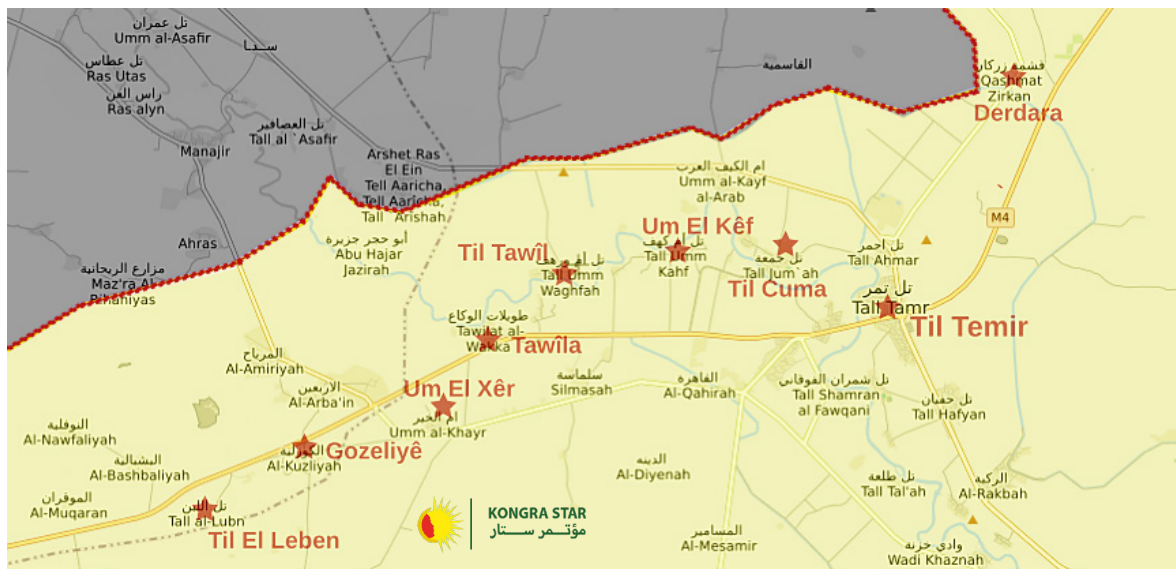 تل عمران
Umm al-Asafir
سـدا
تل عطاس
Ras Utas
راس العن
Ras alyn
تل العصافير
Tall al `Asafir
Manajir
Arshet Ras
El Ein
Tell Aaricha,
Tell Aaricha,
Tall Arishah,
القاسمية
قشمة زركان
Qashmat
Zirkan
Derdara
ام الكيف العرب
Umm al-Kayf
al-Arab
M4
Ahras
أبو حجر جزيرة
Abu Hajar
Jazirah
مزارع الريحانية
Maz'ra Al
Rihaniyas
Til Tawîl
Tall Umm
Waghfah
Um El Kêf
تل أم كهف
Tall Umm
Kahf
تل جمعة
Tall Jum`ah
Til Cuma
تل احمر
Tall Ahmar
تل تمر
Tall Tamr
Til Temir
طويلات الوكاع
Tawilat al-
Wakka
Tawîla
المرباح
Al-Amiriyah
الاربعين
Al-Arba'in
Um El Xêr
ام الخير
Umm al-Khayr
سلماسة
Silmasah
القاهرة
Al-Qahirah
تل شمران الفوقاني
Tall Shamran
al Fawqani
تل حفيان
Tall Hafyan
النوفلية
Al-Nawfaliyah
البشبالية
Al-Bashbaliyah
الكوزلية
Al-Kuzliyah
Gozeliyê
الموقران
Al-Muqaran
تل اللبن
Tall al-Lubn
Til El Leben
الدينه
Al-Diyenah
تل طلعة
Tall Tal'ah
الركبة
Al-Rakbah
المسامير
Al-Mesamir
وادي خزنة
Wadi Khaznah
KONGRA STAR
مؤتمر ستار